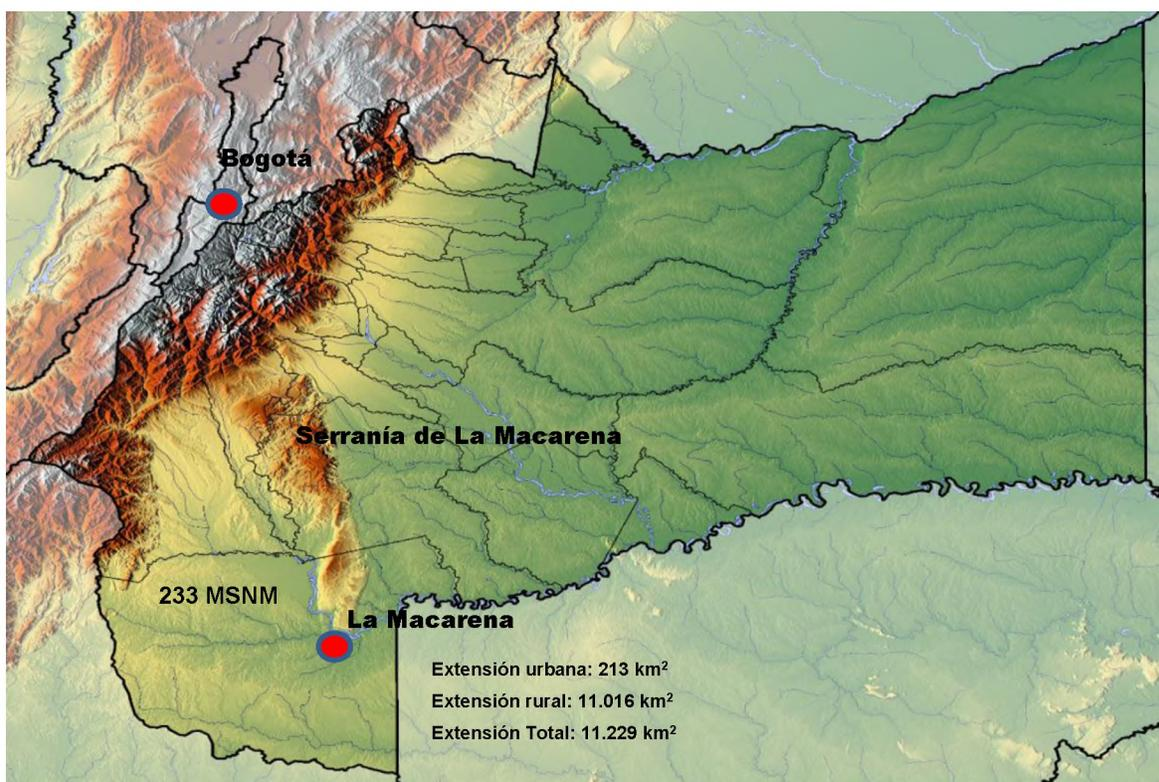 Bogotá
Serranía de La Macarena
233 MSNM
La Macarena
Extensión urbana: 213 km²
Extensión rural: 11.016 km²
Extensión Total: 11.229 km²